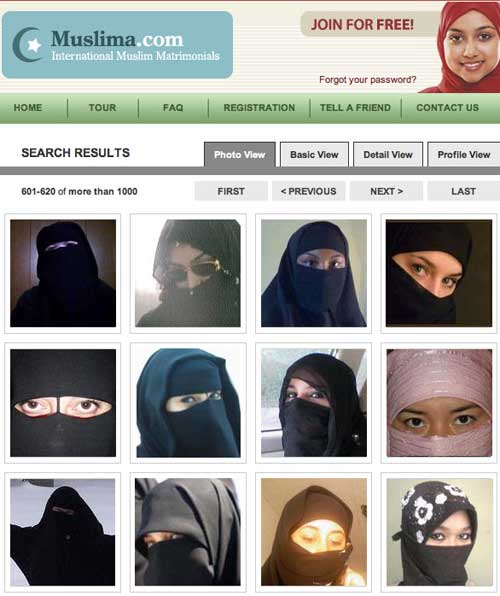 JOIN FOR FREE!
Muslima.com
International Muslim Matrimonials
Forgot your password?
HOME TOUR FAQ REGISTRATION TELL A FRIEND CONTACT US
SEARCH RESULTS Photo View Basic View Detail View Profile View
601-620 of more than 1000 FIRST < PREVIOUS NEXT > LAST